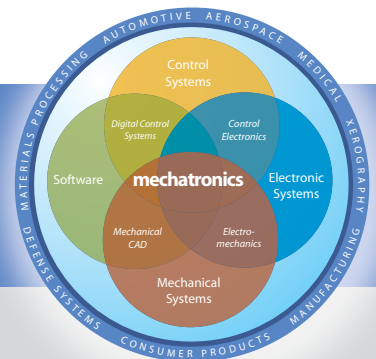 MATERIALS PROCESSING AUTOMOTIVE AEROSPACE MEDICAL XEROGRAPHY
Control
Systems
Digital Control
Systems
Control
Electronics
Software
mechatronics
Electronic
Systems
Mechanical
CAD
Electro-
mechanics
Mechanical
Systems
DEFENSE SYSTEMS CONSUMER PRODUCTS MANUFACTURING